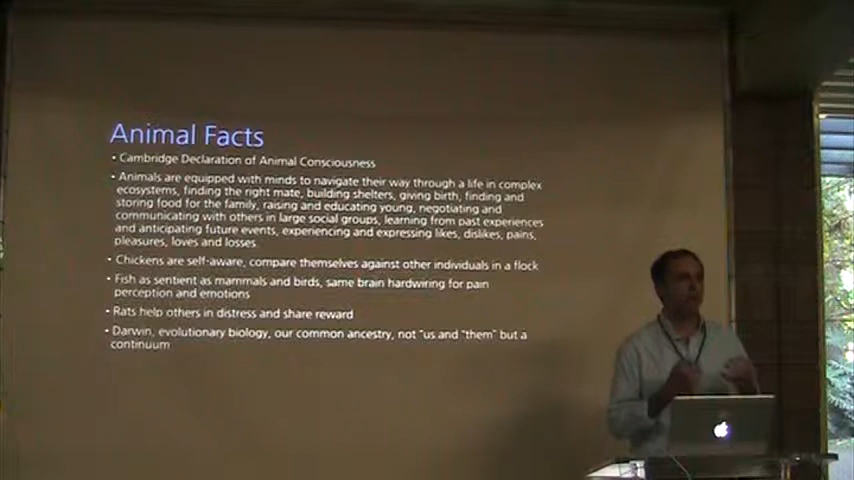 Animal Facts
• Cambridge Declaration of Animal Consciousness
• Animals are equipped with minds to navigate their way through a life in complex
ecosystems, finding the right mate, building shelters, giving birth, finding and
storing food for the family, raising and educating young, negotiating and
communicating with others in large social groups, learning from past experiences
and anticipating future events, experiencing and expressing likes, dislikes, pains,
pleasures, loves and losses.
• Chickens are self-aware, compare themselves against other individuals in a flock
• Fish as sentient as mammals and birds, same brain hardwiring for pain
perception and emotions
• Rats help others in distress and share reward
• Darwin, evolutionary biology, our common ancestry, not "us and "them" but a
continuum